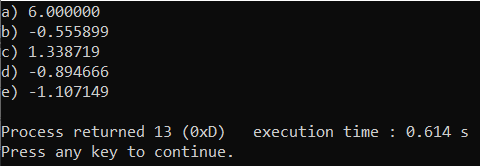 a) 6.000000
b) -0.555899
c) 1.338719
d) -0.894666
e) -1.107149
Process returned 13 (0xD)   execution time : 0.614 s
Press any key to continue.